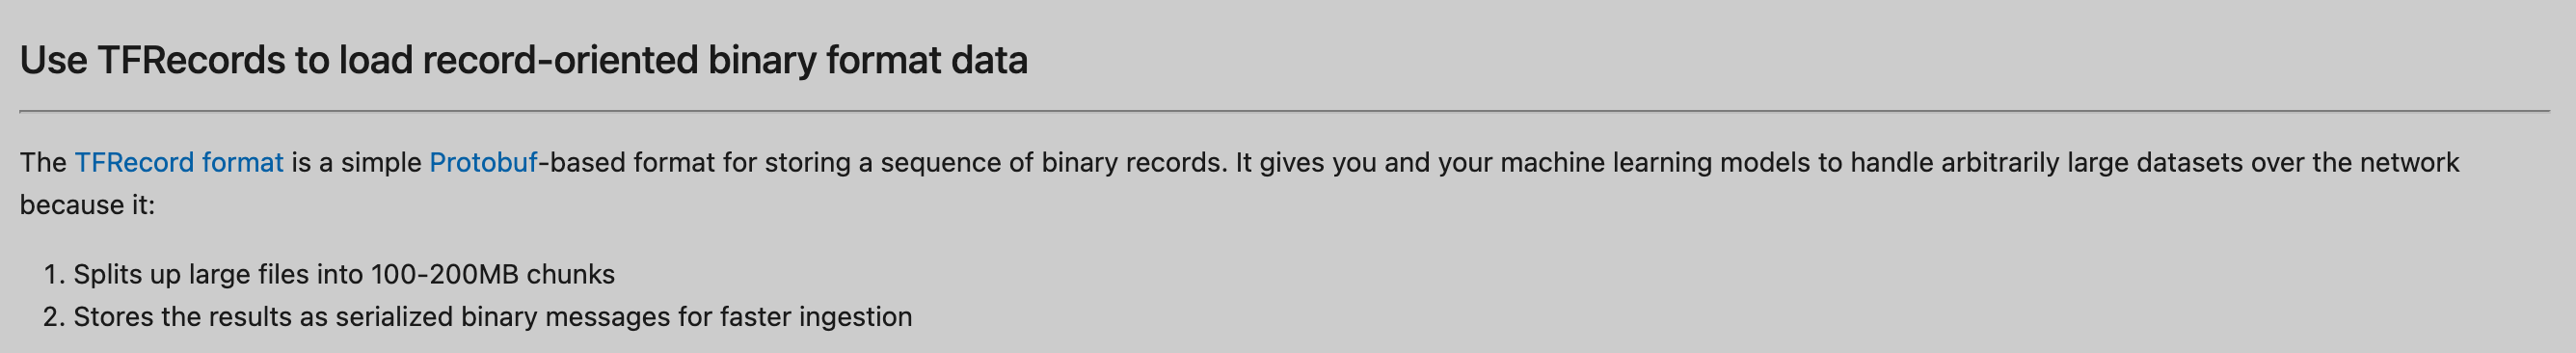 Use TFRecords to load record-oriented binary format data
The TFRecord format is a simple Protobuf-based format for storing a sequence of binary records. It gives you and your machine learning models to handle arbitrarily large datasets over the network
because it:
1. Splits up large files into 100-200MB chunks
2. Stores the results as serialized binary messages for faster ingestion